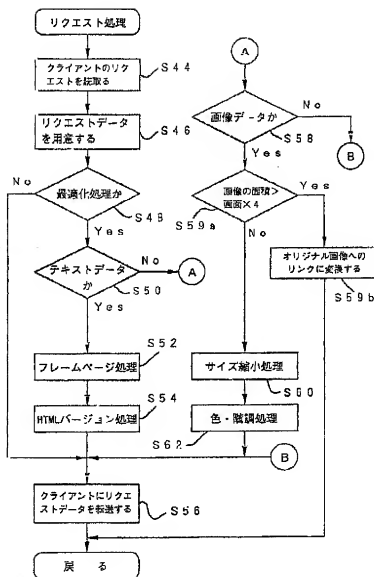 リクエスト処理
クライアントのリク
エストを読取る
S44
リクエストデータ
を用意する
S46
No
最適化処理か
S48
Yes
テキストデータ
か
S50
No
A
Yes
フレームページ処理
S52
HTMLバージョン処理
S54
クライアントにリクエ
ストデータを転送する
S56
戻る
A
画像データか
S58
No
B
Yes
画像の面積>
画面×4
S59a
Yes
No
オリジナル画像への
リンクに変換する
S59b
サイズ縮小処理
S60
色・階調処理
S62
B